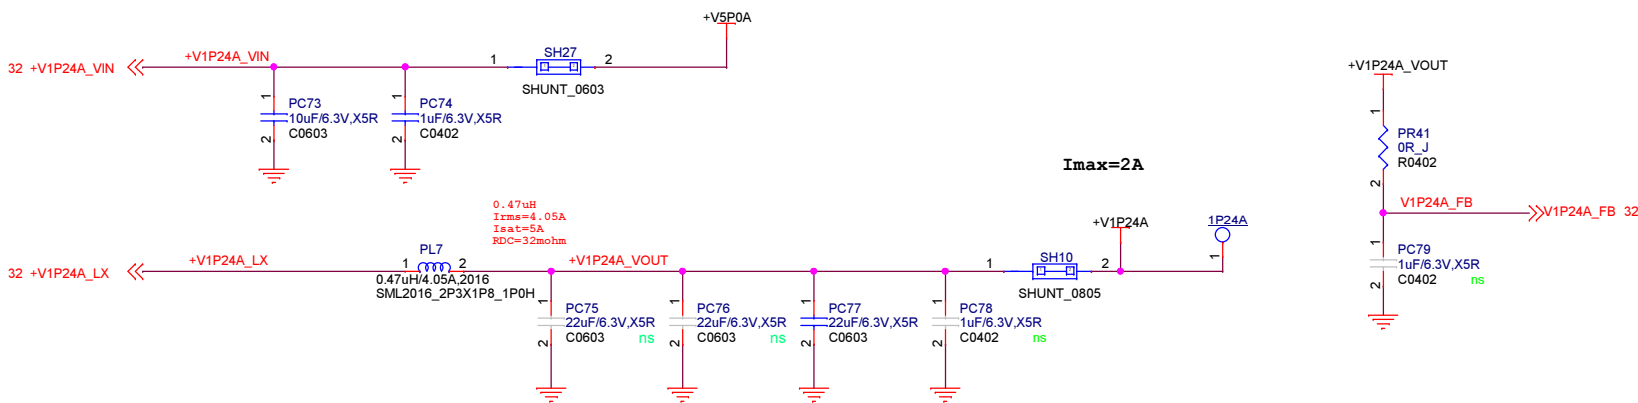 +V5P0A
32 +V1P24A_VIN
+V1P24A_VIN
1
SH27
2
SHUNT_0603
1
PC73
10uF/6.3V,X5R
2
C0603
1
PC74
1uF/6.3V,X5R
2
C0402
Imax=2A
+V1P24A_VOUT
1
PR41
0R_J
R0402
2
V1P24A_FB
V1P24A_FB 32
1
PC79
1uF/6.3V,X5R
2
C0402
ns
0.47uH
Irms=4.05A
Isat=5A
RDC=32mohm
32 +V1P24A_LX
+V1P24A_LX
PL7
1
2
0.47uH/4.05A,2016
SML2016_2P3X1P8_1P0H
+V1P24A_VOUT
1
SH10
2
SHUNT_0805
+V1P24A
1P24A
1
1
PC75
22uF/6.3V,X5R
2
C0603
ns
1
PC76
22uF/6.3V,X5R
2
C0603
ns
1
PC77
22uF/6.3V,X5R
2
C0603
1
PC78
1uF/6.3V,X5R
2
C0402
ns